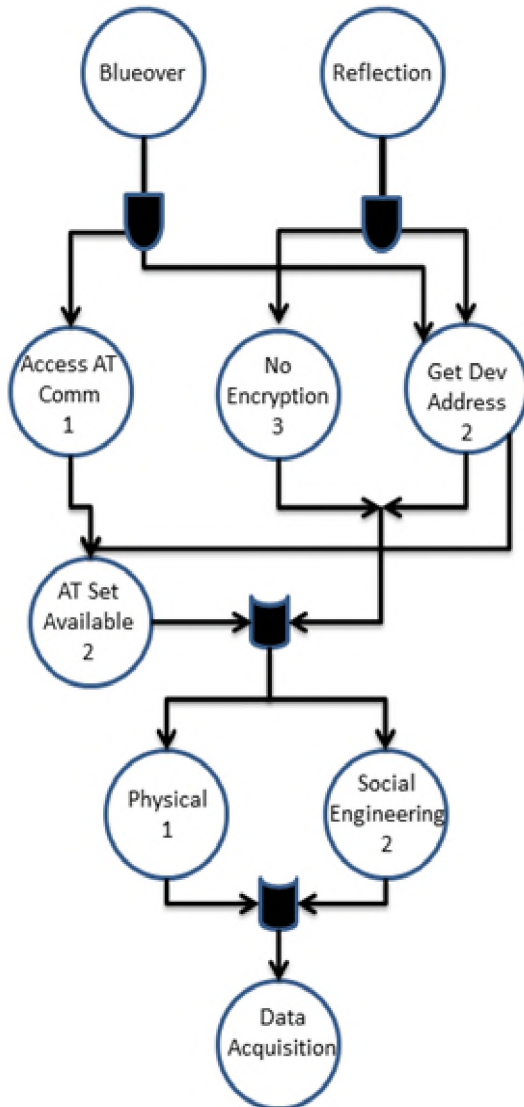 Blueover
Reflection
Access AT
Comm
1
No
Encryption
3
Get Dev
Address
2
AT Set
Available
2
Physical
1
Social
Engineering
2
Data
Acquisition